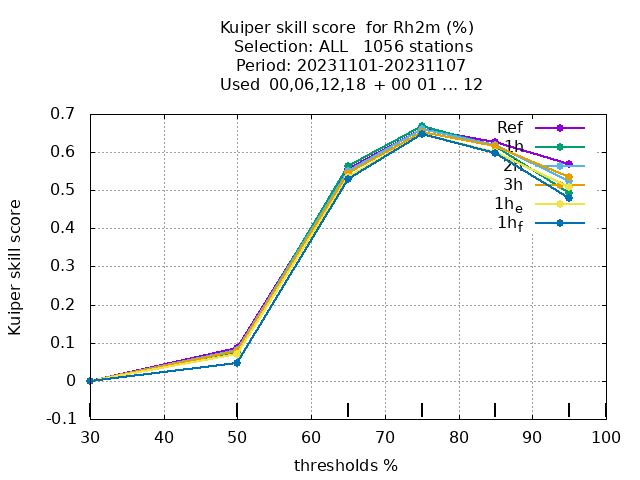 Kuiper skill score for Rh2m (%)
Selection: ALL 1056 stations
Period: 20231101-20231107
Used 00,06,12,18 + 00 01 ... 12
Kuiper skill score
0.7
0.6
0.5
0.4
0.3
0.2
0.1
0
-0.1
Ref
1h
2h
3h
1he
1hf
30 40 50 60 70 80 90 100
thresholds %